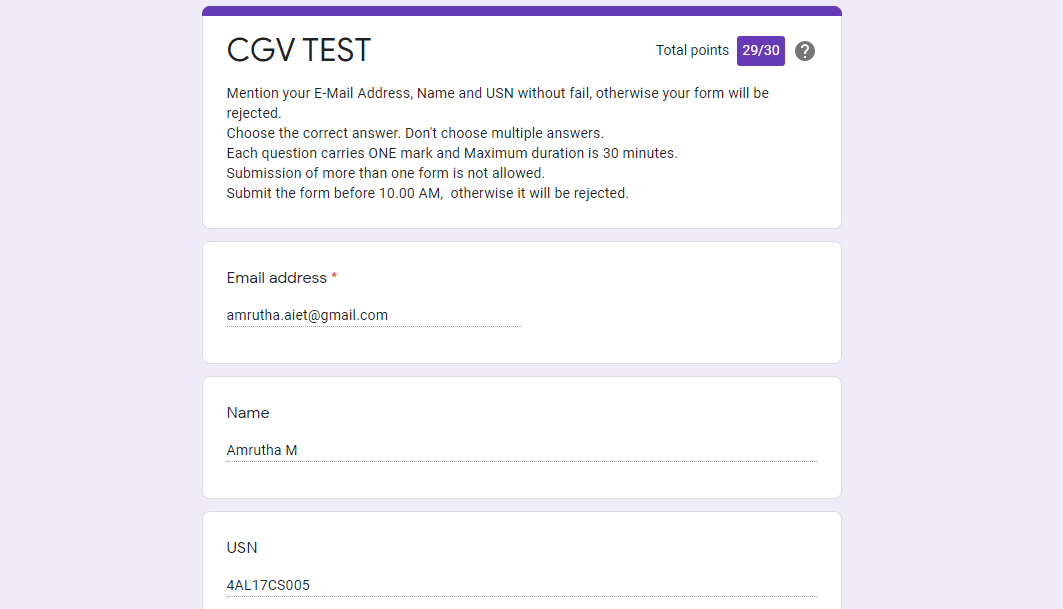 CGV TEST
Total points 29/30 ?
Mention your E-Mail Address, Name and USN without fail, otherwise your form will be
rejected.
Choose the correct answer. Don't choose multiple answers.
Each question carries ONE mark and Maximum duration is 30 minutes.
Submission of more than one form is not allowed.
Submit the form before 10.00 AM,  otherwise it will be rejected.
Email address *
amrutha.aiet@gmail.com
Name
Amrutha M
USN
4AL17CS005